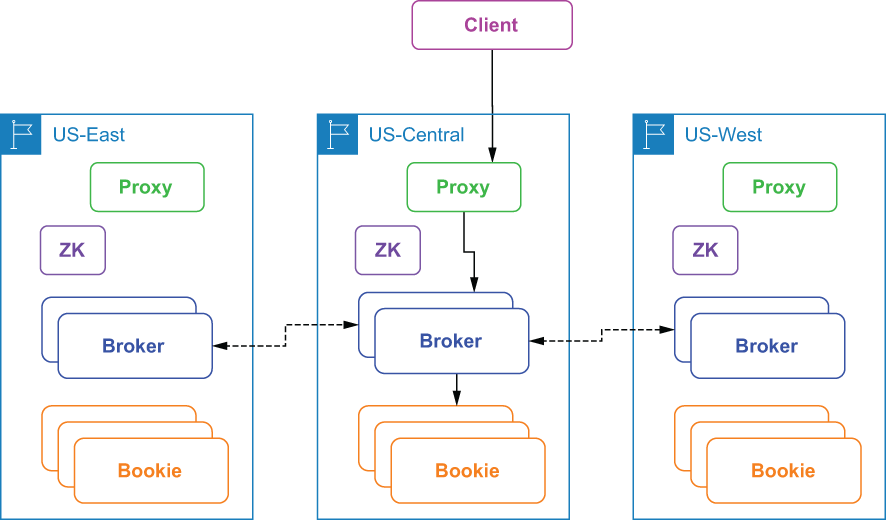 Client
US-East
US-Central
US-West
Proxy
Proxy
Proxy
ZK
ZK
ZK
Broker
Broker
Broker
Bookie
Bookie
Bookie